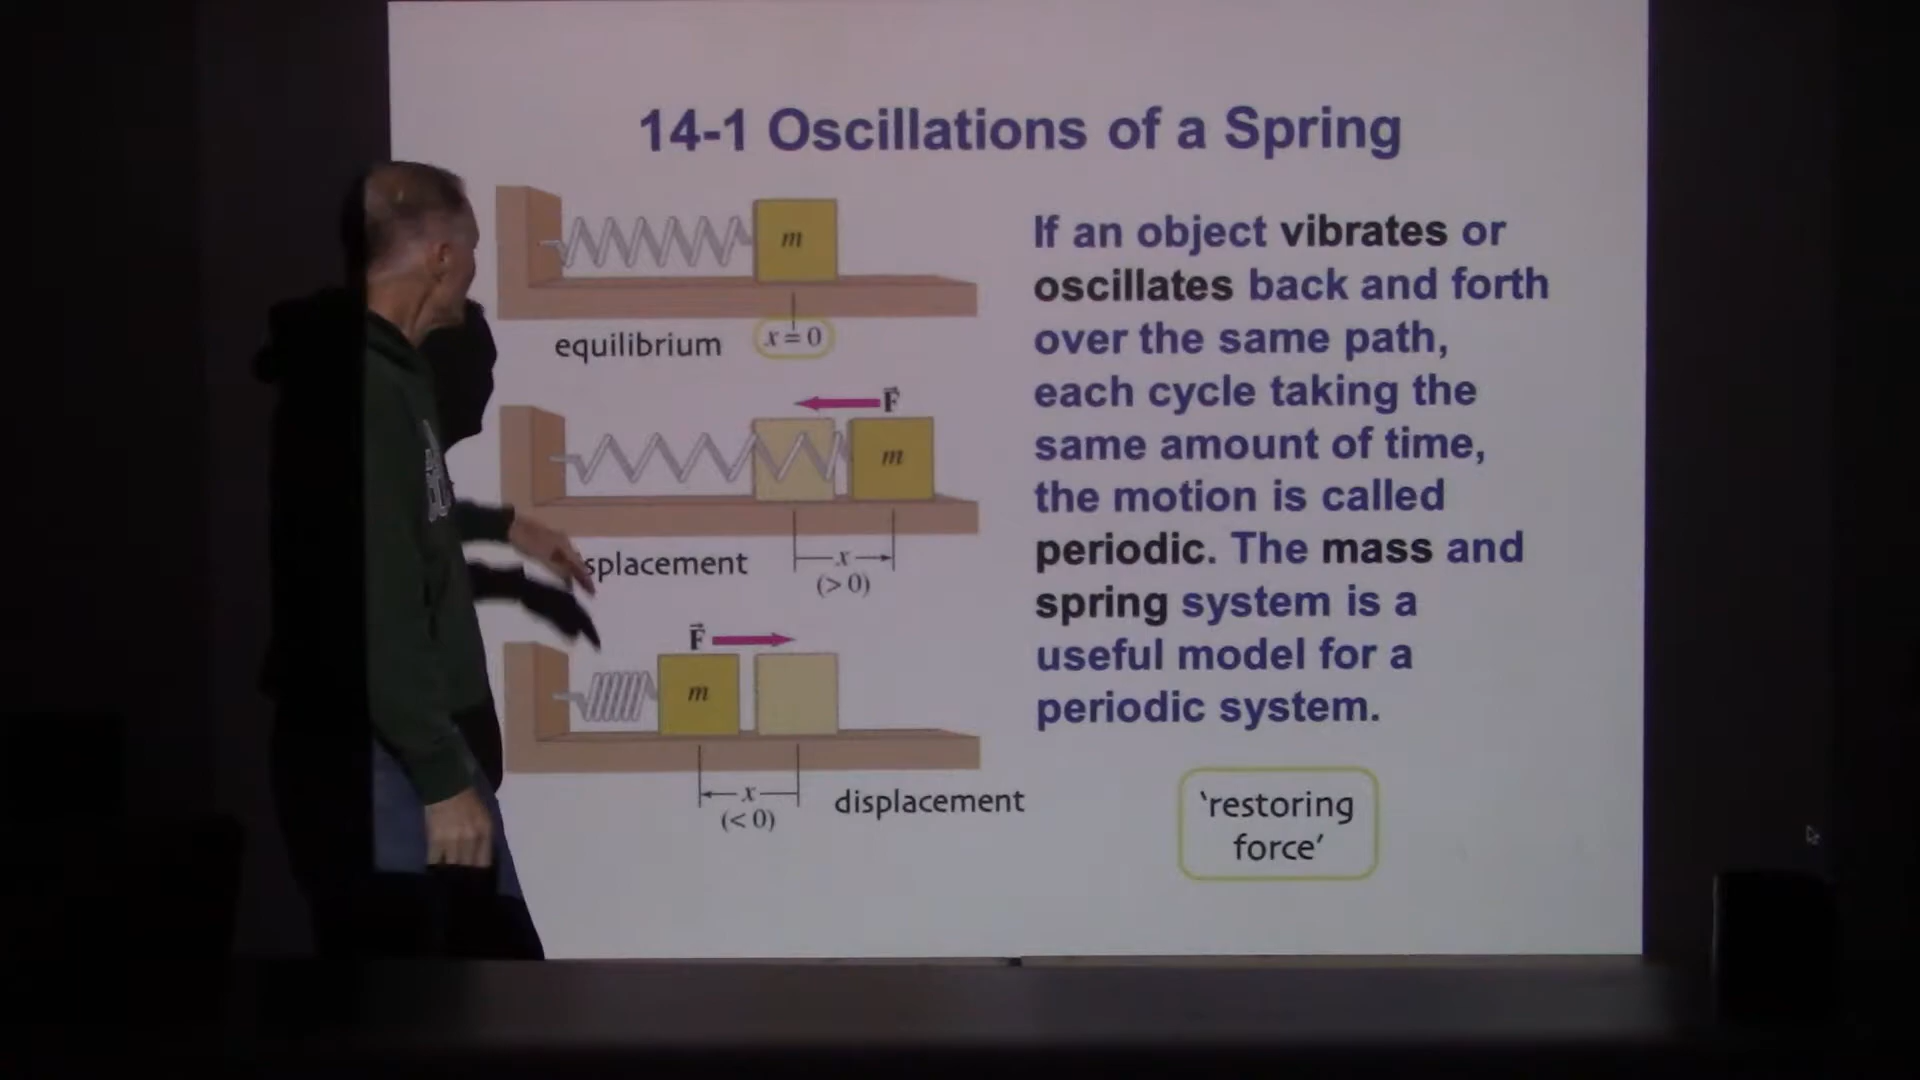 14-1 Oscillations of a Spring
m
equilibrium
x = 0
F⃗
m
splacement
x
(> 0)
F⃗
m
x
(< 0)
displacement
If an object vibrates or
oscillates back and forth
over the same path,
each cycle taking the
same amount of time,
the motion is called
periodic. The mass and
spring system is a
useful model for a
periodic system.
‘restoring
force’